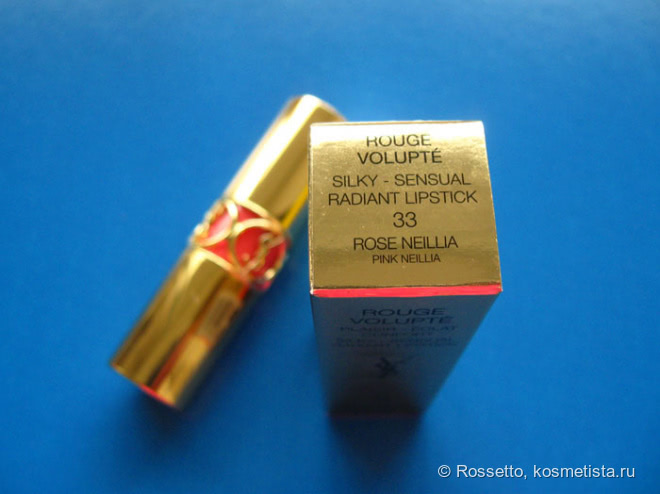 ROUGE
VOLUPTÉ
SILKY - SENSUAL
RADIANT LIPSTICK
33
ROSE NEILLIA
PINK NEILLIA
ROUGE
VOLUPTÉ
© Rossetto, kosmetista.ru